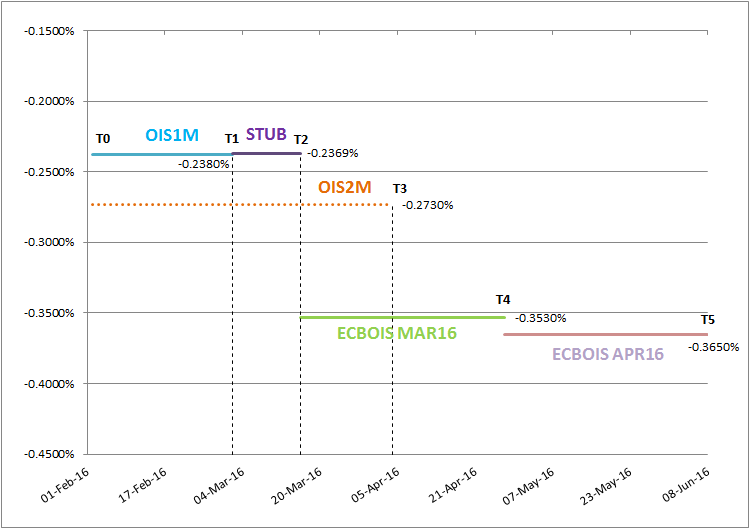 -0.1500%
-0.2000%
T0 OIS1M T1 STUB T2
-0.2369%
-0.2380%
-0.2500%
OIS2M T3
-0.2730%
-0.3000%
T4
-0.3500%
-0.3530%
T5
ECBOIS MAR16
-0.3650%
ECBOIS APR16
-0.4000%
-0.4500%
01-Feb-16 17-Feb-16 04-Mar-16 20-Mar-16 05-Apr-16 21-Apr-16 07-May-16 23-May-16 08-Jun-16